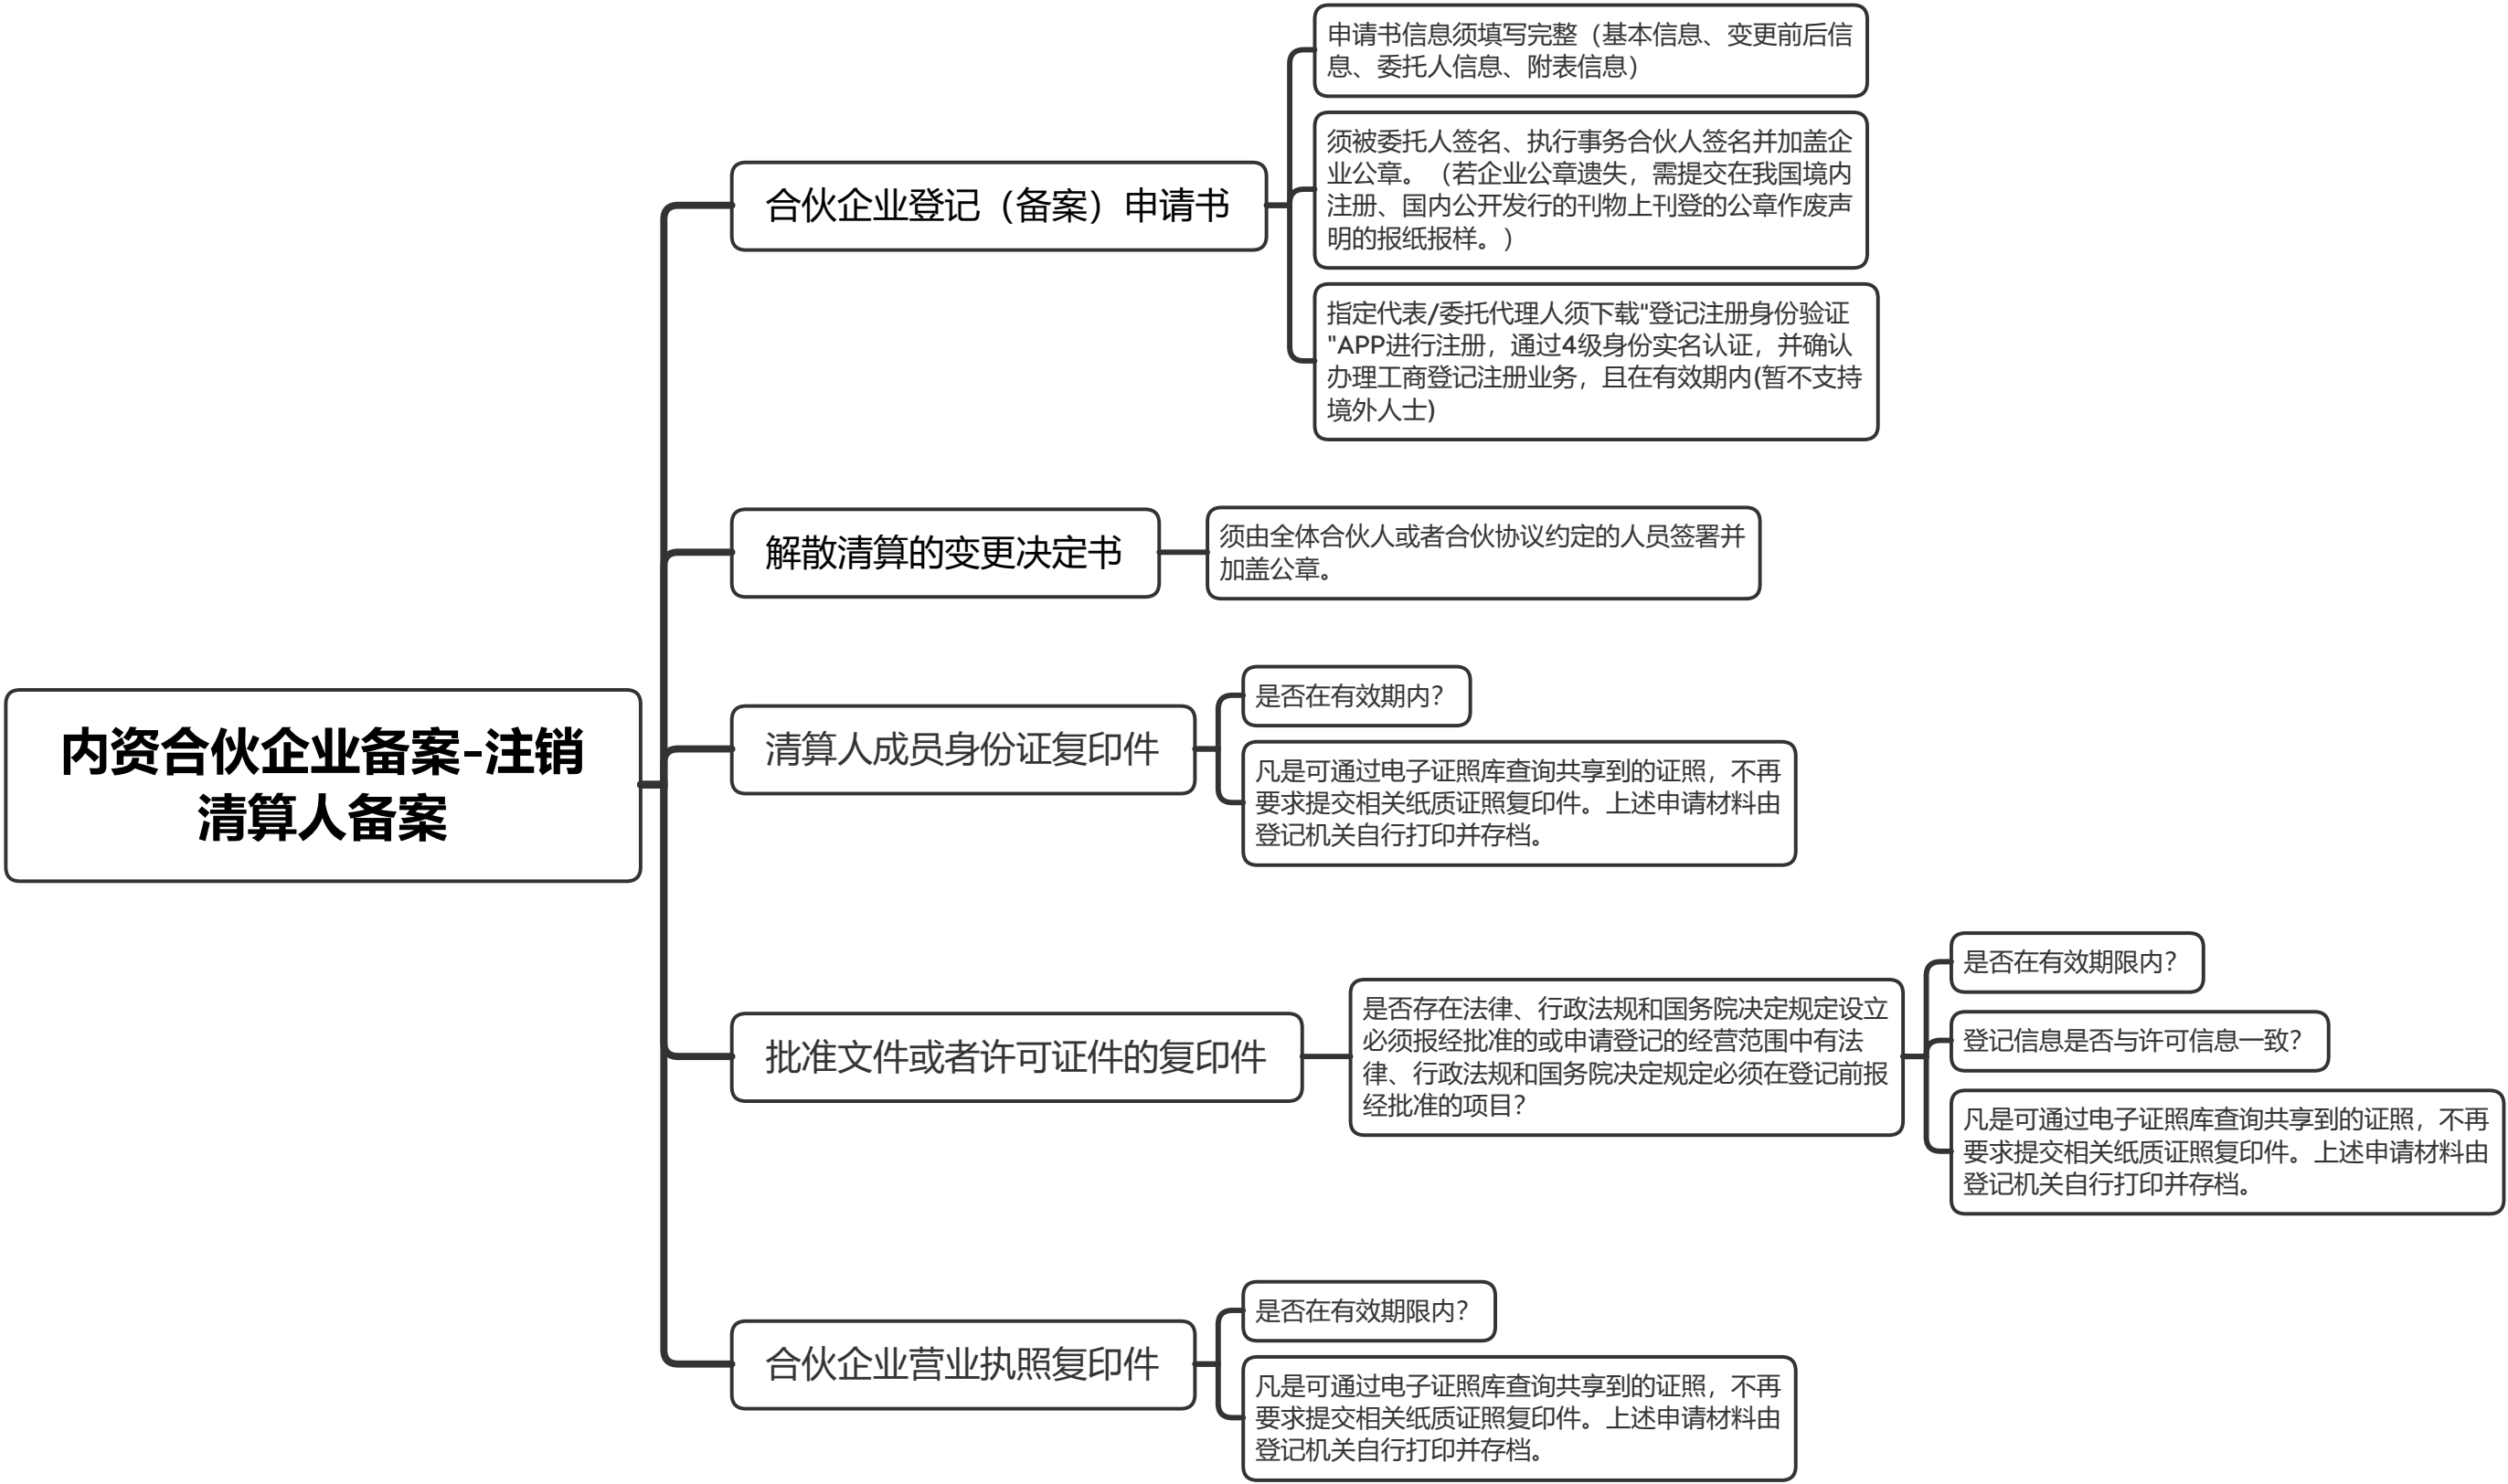 内资合伙企业备案-注销
清算人备案
合伙企业登记（备案）申请书
申请书信息须填写完整（基本信息、变更前后信
息、委托人信息、附表信息）
须被委托人签名、执行事务合伙人签名并加盖企
业公章。（若企业公章遗失，需提交在我国境内
注册、国内公开发行的刊物上刊登的公章作废声
明的报纸报样。）
指定代表/委托代理人须下载"登记注册身份验证
"APP进行注册，通过4级身份实名认证，并确认
办理工商登记注册业务，且在有效期内(暂不支持
境外人士)
解散清算的变更决定书
须由全体合伙人或者合伙协议约定的人员签署并
加盖公章。
清算人成员身份证复印件
是否在有效期内？
凡是可通过电子证照库查询共享到的证照，不再
要求提交相关纸质证照复印件。上述申请材料由
登记机关自行打印并存档。
批准文件或者许可证件的复印件
是否存在法律、行政法规和国务院决定规定设立
必须报经批准的或申请登记的经营范围中有法
律、行政法规和国务院决定规定必须在登记前报
经批准的项目？
是否在有效期限内？
登记信息是否与许可信息一致？
凡是可通过电子证照库查询共享到的证照，不再
要求提交相关纸质证照复印件。上述申请材料由
登记机关自行打印并存档。
合伙企业营业执照复印件
是否在有效期限内？
凡是可通过电子证照库查询共享到的证照，不再
要求提交相关纸质证照复印件。上述申请材料由
登记机关自行打印并存档。